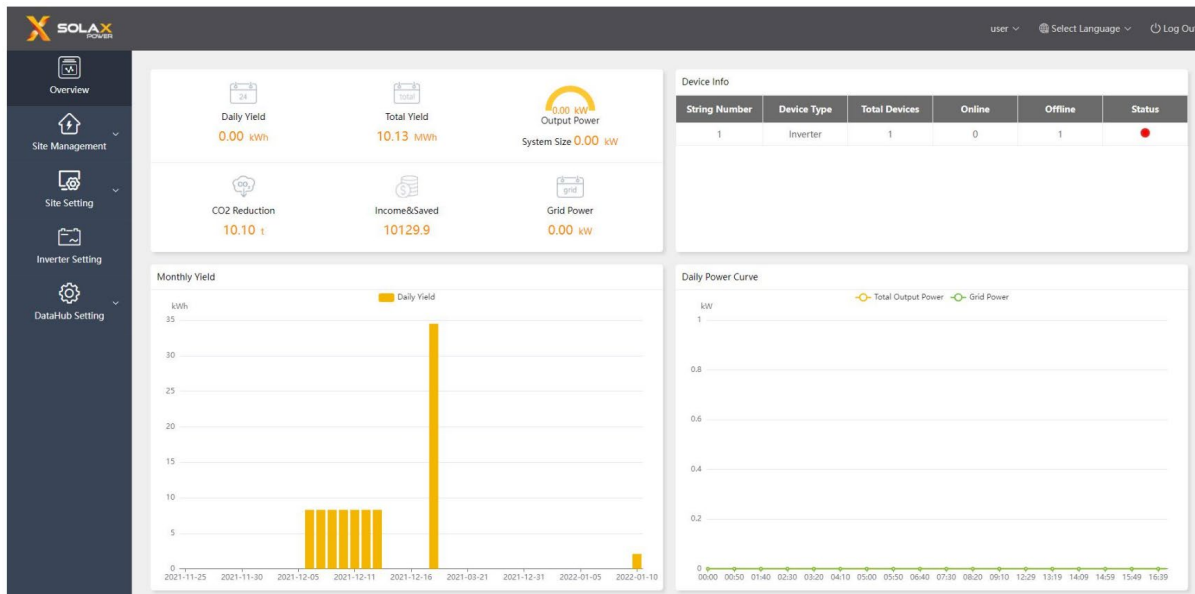 SOLAX
POWER
user
Select Language
Log Ou
Overview
Site Management
Site Setting
Inverter Setting
DataHub Setting
24
Daily Yield
0.00 kWh
total
Total Yield
10.13 MWh
0.00 kW
Output Power
System Size 0.00 kW
CO2 Reduction
10.10 t
Income&Saved
10129.9
grid
Grid Power
0.00 kW
Device Info
String Number Device Type Total Devices Online Offline Status
1 Inverter 1 0 1
Monthly Yield
Daily Yield
kWh
35
30
25
20
15
10
5
0
2021-11-25 2021-11-30 2021-12-05 2021-12-11 2021-12-16 2021-03-21 2021-12-31 2022-01-05 2022-01-10
Daily Power Curve
Total Output Power Grid Power
kW
1
0.8
0.6
0.4
0.2
0
00:00 00:50 01:40 02:30 03:20 04:10 05:00 05:50 06:40 07:30 08:20 09:10 12:29 13:19 14:09 14:59 15:49 16:39